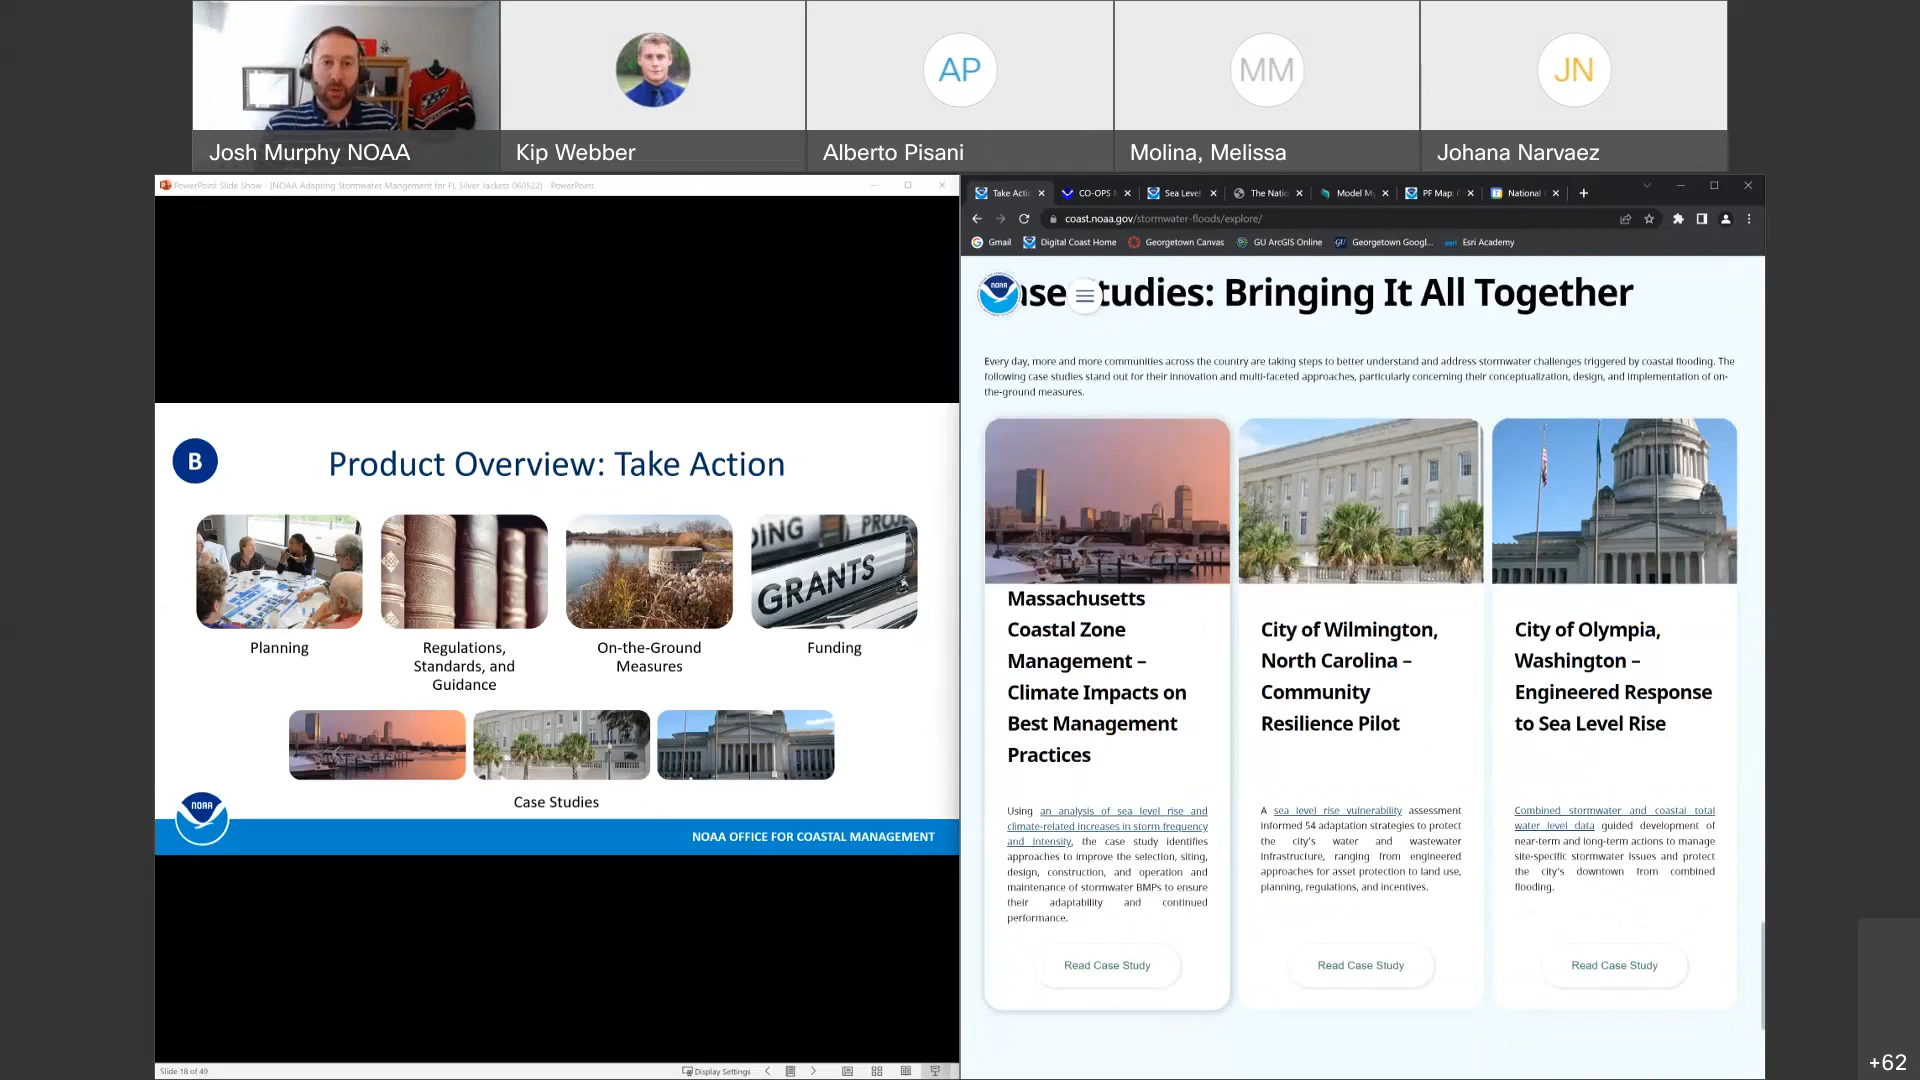 AP
MM
JN
Josh Murphy NOAA
Kip Webber
Alberto Pisani
Molina, Melissa
Johana Narvaez
PowerPoint Slide Show - [NOAA Adapting Stormwater Mangement for FL Silver Jackets 060522] - PowerPoint
B
Product Overview: Take Action
DING
PROJ
GRANTS
Planning
Regulations,
Standards, and
Guidance
On-the-Ground
Measures
Funding
Case Studies
NOAA
NOAA OFFICE FOR COASTAL MANAGEMENT
Slide 18 of 49
Display Settings
Take Actio
CO-OPS M
Sea Level
The Natio
Model My
PF Map:
National
coast.noaa.gov/stormwater-floods/explore/
Gmail
Digital Coast Home
Georgetown Canvas
GU ArcGIS Online
GU
Georgetown Googl...
esri
Esri Academy
NOAA
ase Studies: Bringing It All Together
Every day, more and more communities across the country are taking steps to better understand and address stormwater challenges triggered by coastal flooding. The
following case studies stand out for their innovation and multi-faceted approaches, particularly concerning their conceptualization, design, and implementation of on-
the-ground measures.
Massachusetts
Coastal Zone
Management –
Climate Impacts on
Best Management
Practices
Using an analysis of sea level rise and
climate-related increases in storm frequency
and intensity, the case study identifies
approaches to improve the selection, siting,
design, construction, and operation and
maintenance of stormwater BMPs to ensure
their adaptability and continued
performance.
Read Case Study
City of Wilmington,
North Carolina –
Community
Resilience Pilot
A sea level rise vulnerability assessment
informed 54 adaptation strategies to protect
the city's water and wastewater
infrastructure, ranging from engineered
approaches for asset protection to land use,
planning, regulations, and incentives.
Read Case Study
City of Olympia,
Washington –
Engineered Response
to Sea Level Rise
Combined stormwater and coastal total
water level data guided development of
near-term and long-term actions to manage
site-specific stormwater issues and protect
the city's downtown from combined
flooding.
Read Case Study
+62